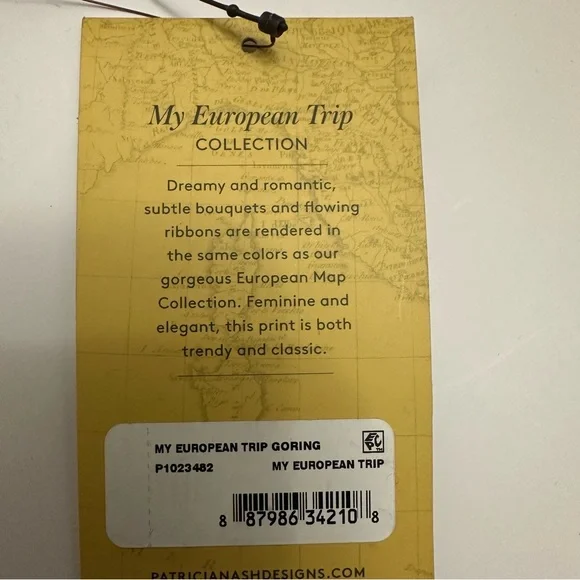 My European Trip
COLLECTION
Dreamy and romantic,
subtle bouquets and flowing
ribbons are rendered in
the same colors as our
gorgeous European Map
Collection. Feminine and
elegant, this print is both
trendy and classic.
MY EUROPEAN TRIP GORING
P1023482 MY EUROPEAN TRIP
8 87986 34210 8
PATRICIANASHDESIGNS.COM